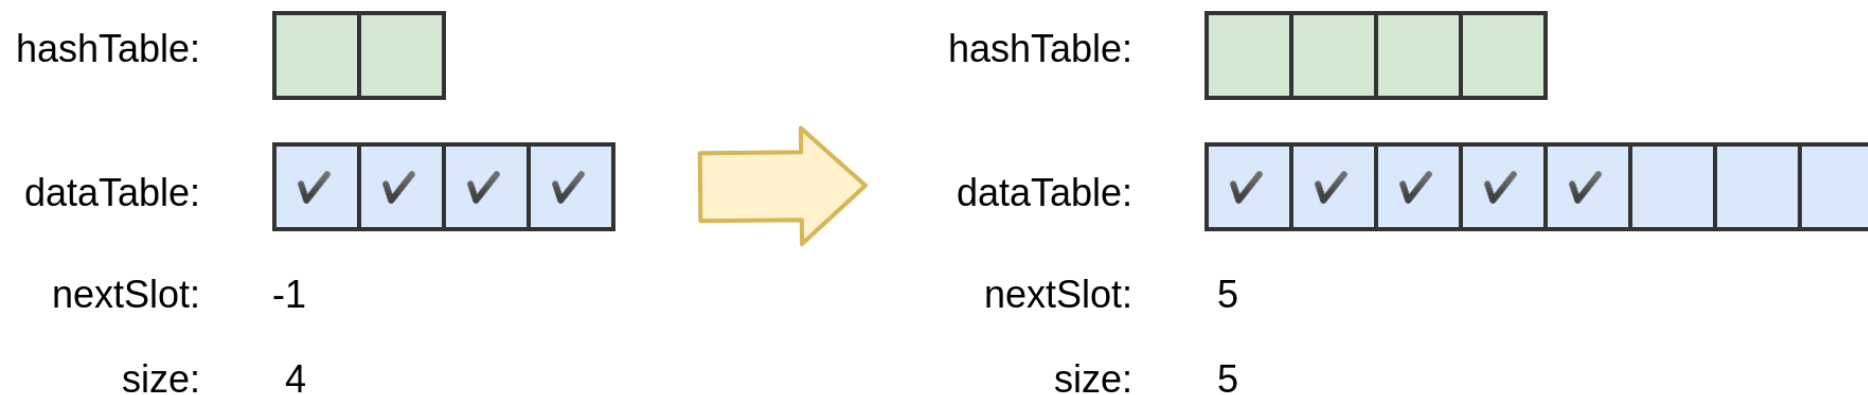 hashTable:
dataTable:
✔ ✔ ✔ ✔
nextSlot: -1
size: 4
hashTable:
dataTable:
✔ ✔ ✔ ✔ ✔
nextSlot: 5
size: 5